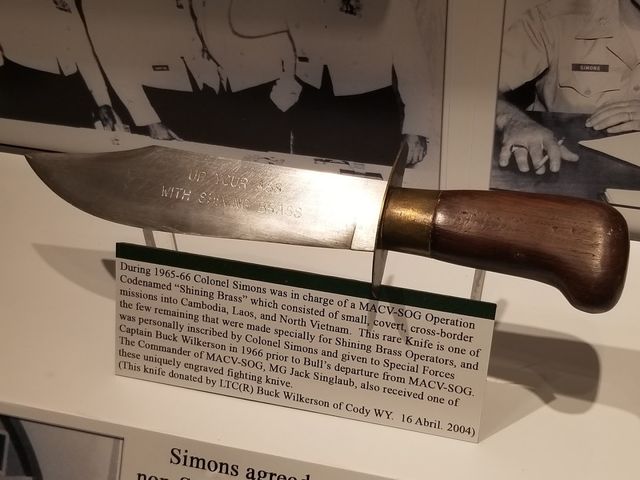 SIMONS
UP YOUR ASS
WITH SHINING BRASS
During 1965-66 Colonel Simons was in charge of a MACV-SOG Operation
Codenamed “Shining Brass” which consisted of small, covert, cross-border
missions into Cambodia, Laos, and North Vietnam. This rare Knife is one of
the few remaining that were made specially for Shining Brass Operators, and
was personally inscribed by Colonel Simons and given to Special Forces
Captain Buck Wilkerson in 1966 prior to Bull's departure from MACV-SOG.
The Commander of MACV-SOG, MG Jack Singlaub, also received one of
these uniquely engraved fighting knife.
(This knife donated by LTC(R) Buck Wilkerson of Cody WY. 16 Abril. 2004)
Simons agreed